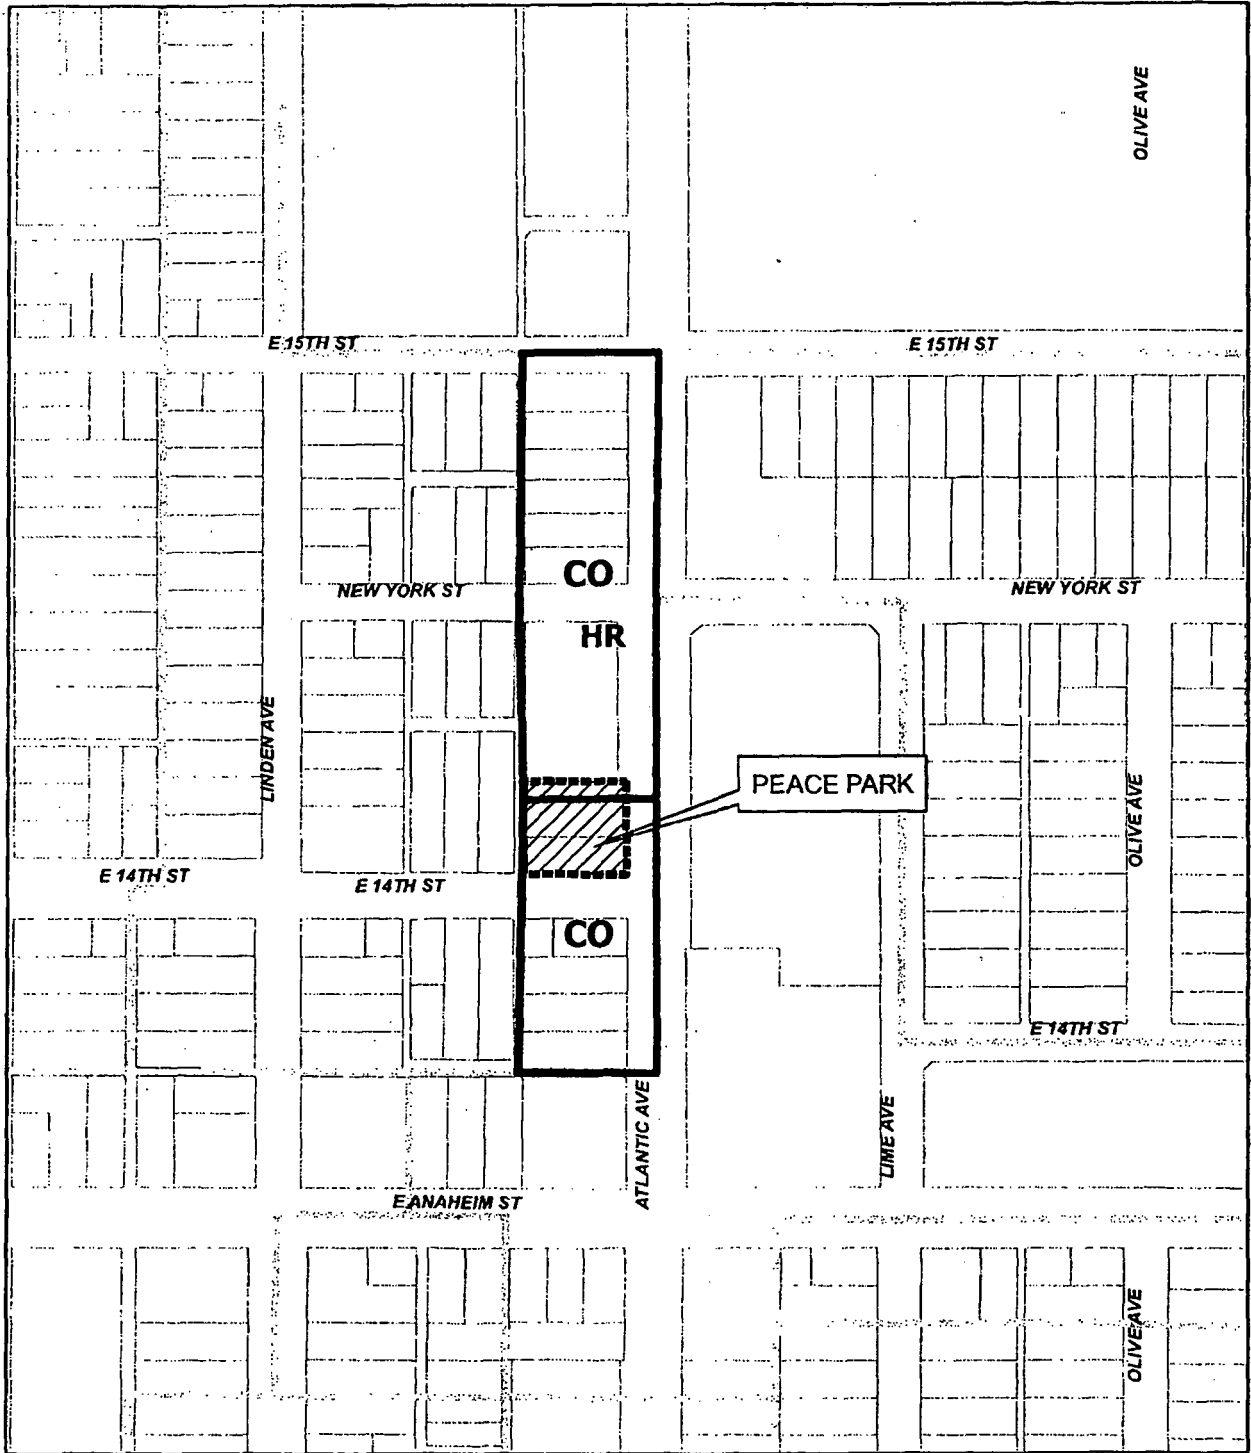 OLIVE AVE
E 15TH ST
E 15TH ST
CO
NEW YORK ST
NEW YORK ST
HR
LINDEN AVE
PEACE PARK
OLIVE AVE
E 14TH ST
E 14TH ST
CO
E 14TH ST
ATLANTIC AVE
LIME AVE
E ANAHEIM ST
OLIVE AVE